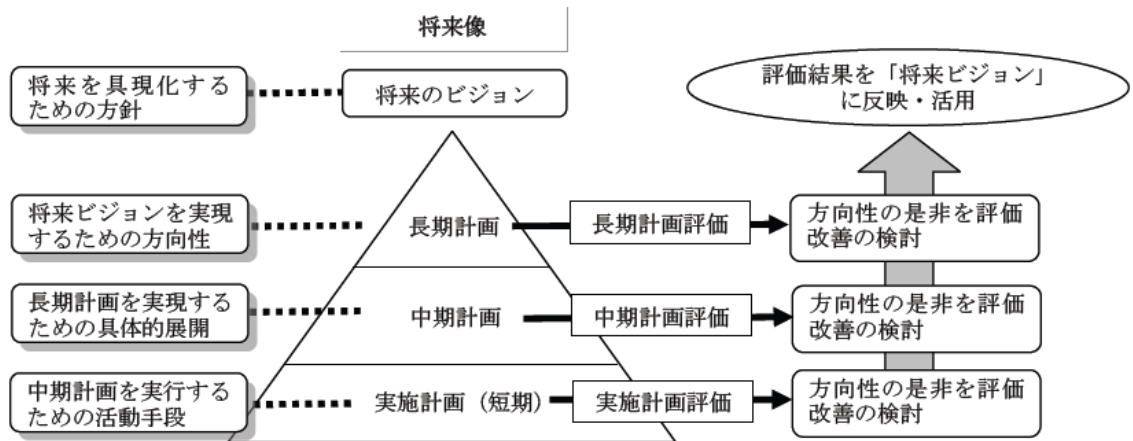 将来像
将来を具現化する
ための方針
将来のビジョン
評価結果を「将来ビジョン」
に反映・活用
将来ビジョンを実現
するための方向性
長期計画
長期計画評価
方向性の是非を評価
改善の検討
長期計画を実現する
ための具体的展開
中期計画
中期計画評価
方向性の是非を評価
改善の検討
中期計画を実行する
ための活動手段
実施計画（短期）
実施計画評価
方向性の是非を評価
改善の検討